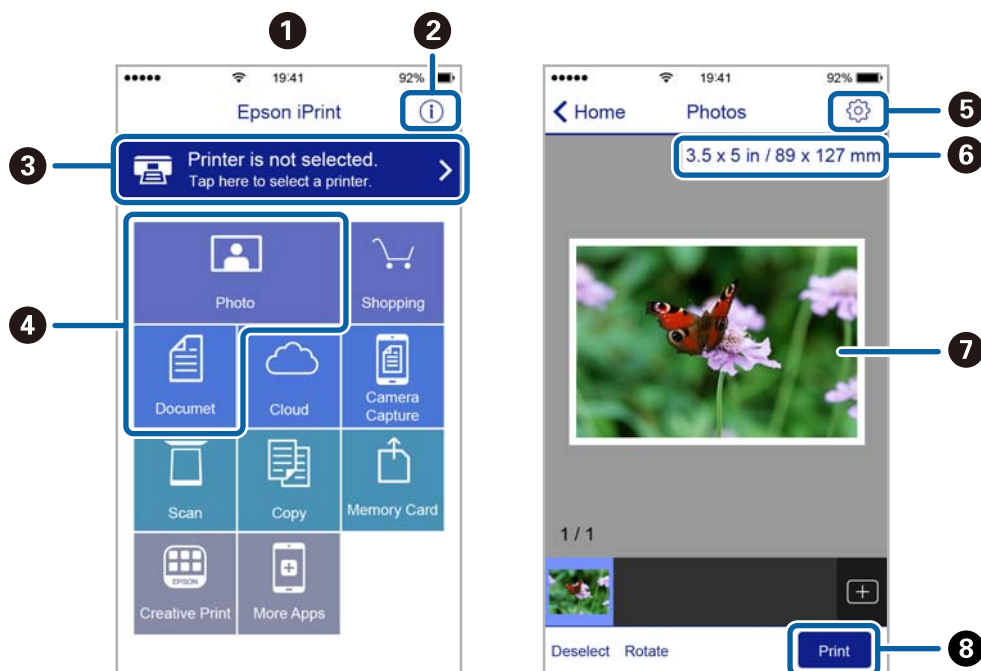 1
2
19:41
92%
Epson iPrint
i
3
Printer is not selected.
Tap here to select a printer.
4
Photo
Shopping
Documet
Cloud
Camera
Capture
Scan
Copy
Memory Card
EPSON
Creative Print
More Apps
19:41
92%
Home
Photos
5
3.5 x 5 in / 89 x 127 mm
6
7
1 / 1
Deselect
Rotate
Print
8